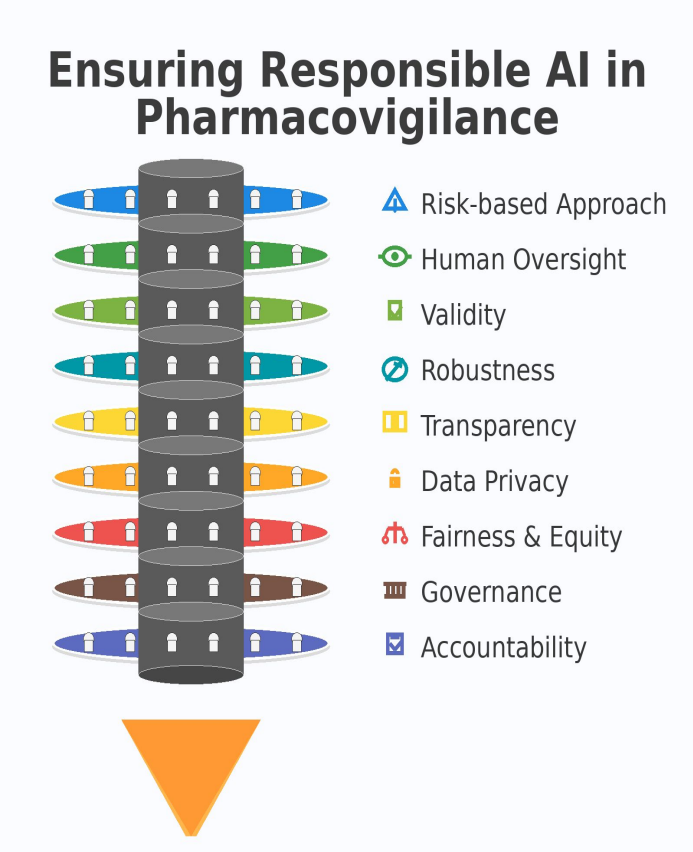 Ensuring Responsible AI in
Pharmacovigilance
Risk-based Approach
Human Oversight
Validity
Robustness
Transparency
Data Privacy
Fairness & Equity
Governance
Accountability